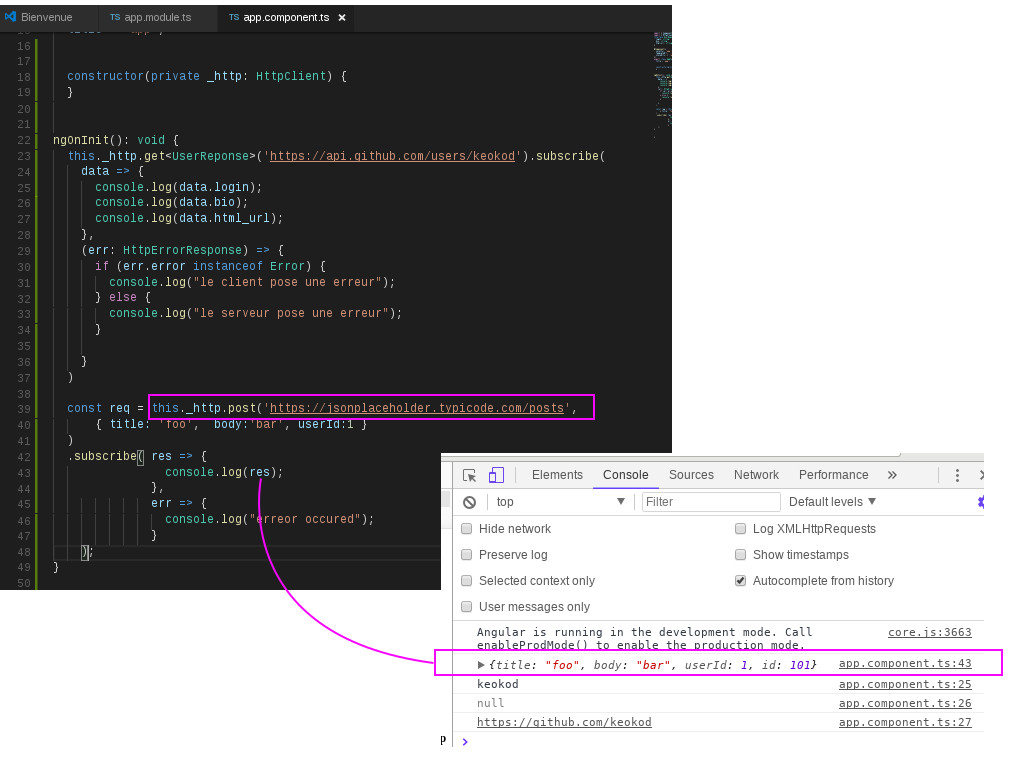 Bienvenue TS app.module.ts TS app.component.ts ×
16
17
18 constructor(private _http: HttpClient) {
19 }
20
21
22 ngOnInit(): void {
23 this._http.get<UserReponse>('https://api.github.com/users/keokod').subscribe(
24 data => {
25 console.log(data.login);
26 console.log(data.bio);
27 console.log(data.html_url);
28 },
29 (err: HttpErrorResponse) => {
30 if (err.error instanceof Error) {
31 console.log("le client pose une erreur");
32 } else {
33 console.log("le serveur pose une erreur");
34 }
35
36 }
37 )
38
39 const req = this._http.post('https://jsonplaceholder.typicode.com/posts',
40 { title: 'foo', body:'bar', userId:1 }
41 )
42 .subscribe( res => {
43 console.log(res);
44 },
45 err => {
46 console.log("erreor occured");
47 }
48 );
49 }
50
Elements Console Sources Network Performance »
top Filter Default levels
Hide network Log XMLHttpRequests
Preserve log Show timestamps
Selected context only Autocomplete from history
User messages only
Angular is running in the development mode. Call core.js:3663
enableProdMode() to enable the production mode.
{title: "foo", body: "bar", userId: 1, id: 101} app.component.ts:43
keokod app.component.ts:25
null app.component.ts:26
https://github.com/keokod app.component.ts:27
p ›